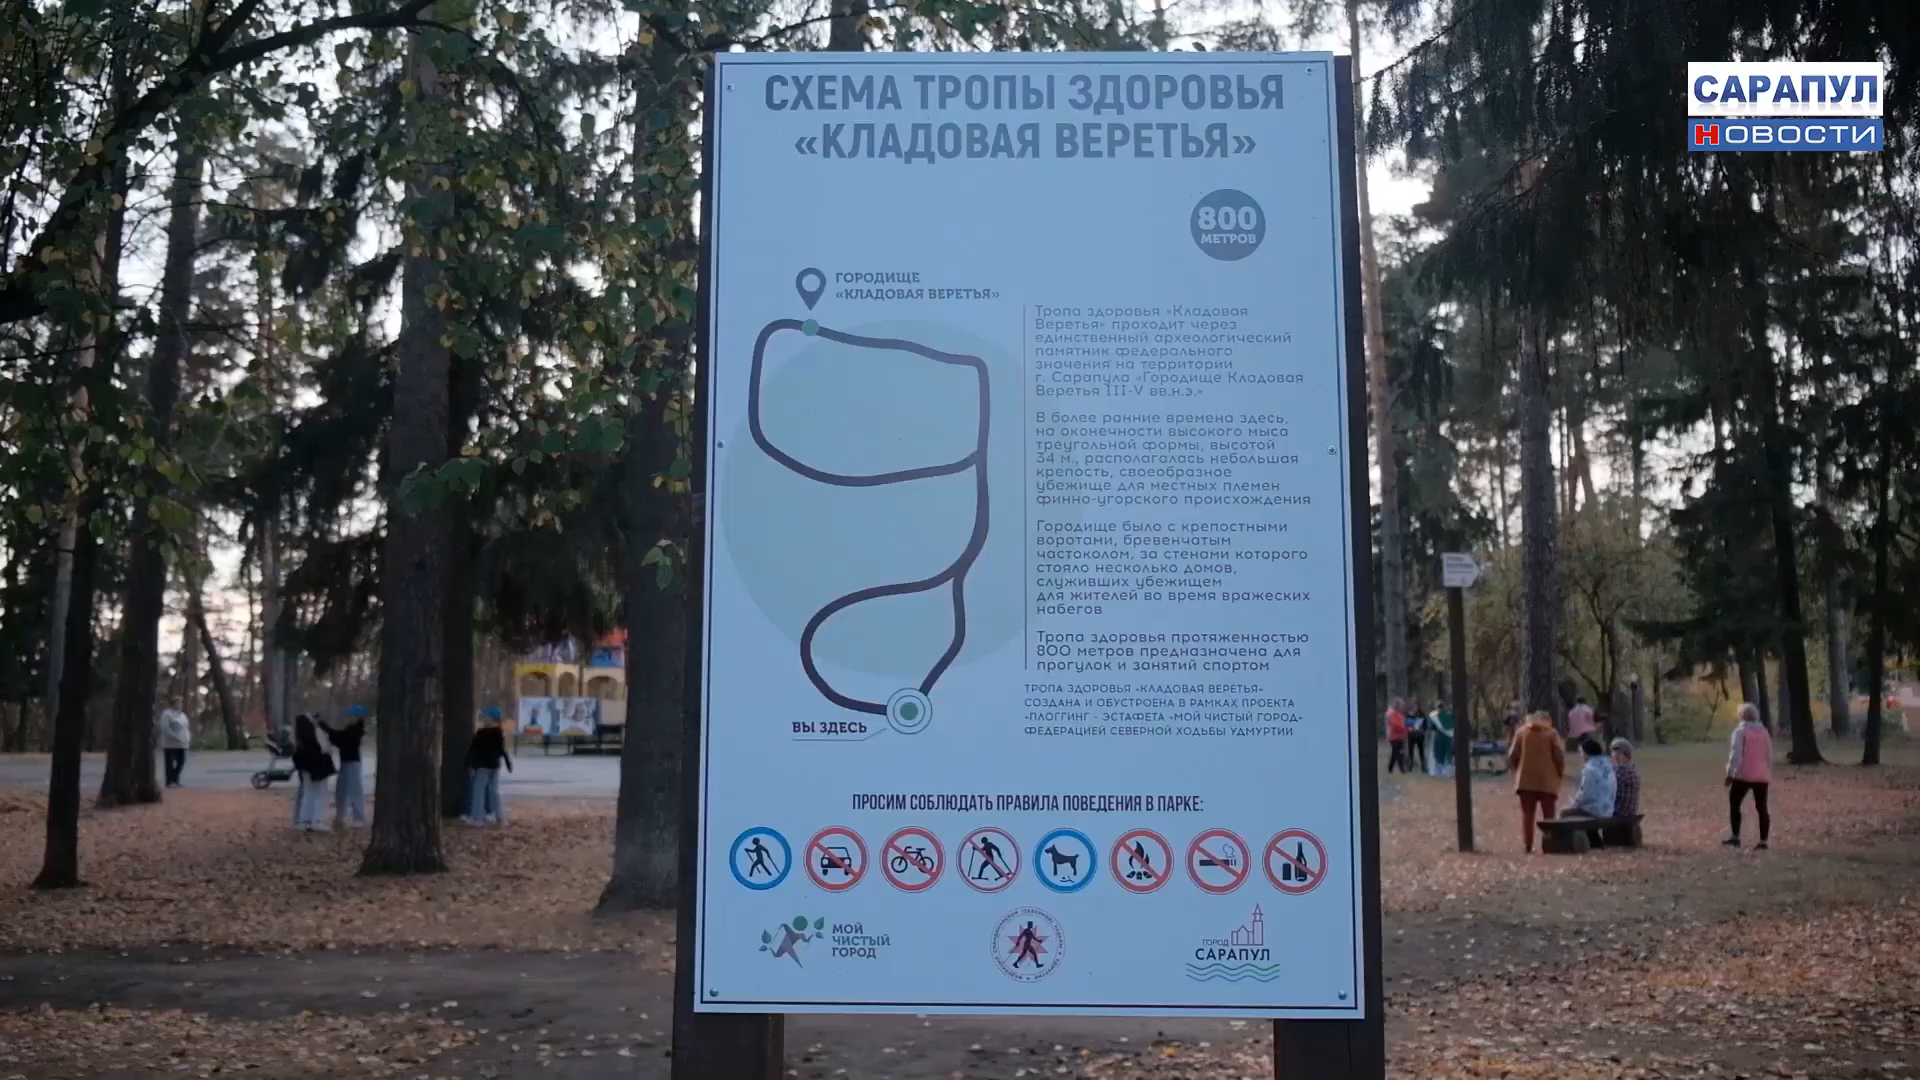 САРАПУЛ
НОВОСТИ
СХЕМА ТРОПЫ ЗДОРОВЬЯ
«КЛАДОВАЯ ВЕРЕТЬЯ»
800
МЕТРОВ
ГОРОДИЩЕ
«КЛАДОВАЯ ВЕРЕТЬЯ»
Тропа здоровья «Кладовая
Веретья» проходит через
единственный археологический
памятник федерального
значения на территории
г. Сарапула «Городище Кладовая
Веретья III-V вв.н.э.»
В более ранние времена здесь,
на оконечности высокого мыса
треугольной формы, высотой
34 м., располагалась небольшая
крепость, своеобразное
убежище для местных племен
финно-угорского происхождения
Городище было с крепостными
воротами, бревенчатым
частоколом, за стенами которого
стояло несколько домов,
служивших убежищем
для жителей во время вражеских
набегов
Тропа здоровья протяженностью
800 метров предназначена для
прогулок и занятий спортом
ТРОПА ЗДОРОВЬЯ «КЛАДОВАЯ ВЕРЕТЬЯ»
СОЗДАНА И ОБУСТРОЕНА В РАМКАХ ПРОЕКТА
«ПЛОГГИНГ - ЭСТАФЕТА «МОЙ ЧИСТЫЙ ГОРОД»
ФЕДЕРАЦИЕЙ СЕВЕРНОЙ ХОДЬБЫ УДМУРТИИ
ВЫ ЗДЕСЬ
ПРОСИМ СОБЛЮДАТЬ ПРАВИЛА ПОВЕДЕНИЯ В ПАРКЕ:
МОЙ
ЧИСТЫЙ
ГОРОД
ГОРОД
САРАПУЛ